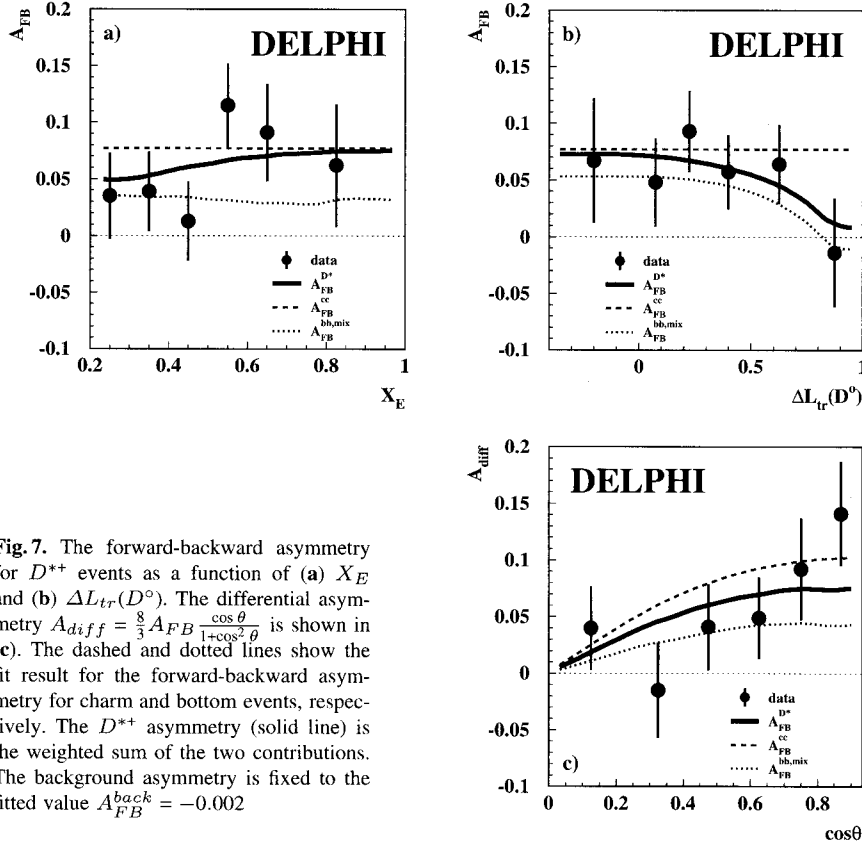 A_FB
0.2
0.15
0.1
0.05
0
-0.05
-0.1
a)
DELPHI
data
A_FB^D*
A_FB^cc
A_FB^bb,mix
0.2
0.4
0.6
0.8
1
X_E
A_FB
0.2
0.15
0.1
0.05
0
-0.05
-0.1
b)
DELPHI
data
A_FB^D*
A_FB^cc
A_FB^bb,mix
0
0.5
1
ΔL_tr(D°)
A_diff
0.2
0.15
0.1
0.05
0
-0.05
-0.1
DELPHI
data
A_FB^D*
A_FB^cc
A_FB^bb,mix
c)
0
0.2
0.4
0.6
0.8
cosθ
Fig. 7. The forward-backward asymmetry
for D*+ events as a function of (a) X_E
and (b) ΔL_tr(D°). The differential asym-
metry A_diff = 8/3 A_FB cos θ/(1+cos² θ) is shown in
(c). The dashed and dotted lines show the
fit result for the forward-backward asym-
metry for charm and bottom events, respec-
tively. The D*+ asymmetry (solid line) is
the weighted sum of the two contributions.
The background asymmetry is fixed to the
fitted value A_FB^back = −0.002